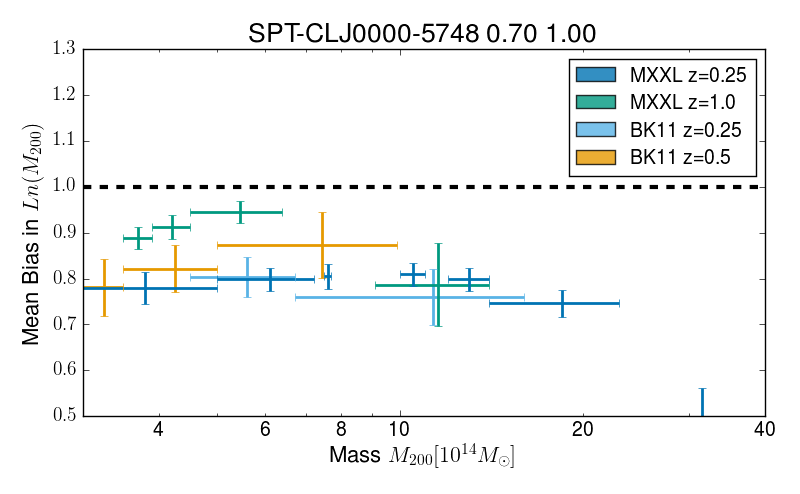 SPT-CLJ0000-5748 0.70 1.00
1.3
1.2
1.1
1.0
0.9
0.8
0.7
0.6
0.5
Mean Bias in Ln(M₂₀₀)
MXXL z=0.25
MXXL z=1.0
BK11 z=0.25
BK11 z=0.5
4 6 8 10 20 40
Mass M₂₀₀[10¹⁴M☉]